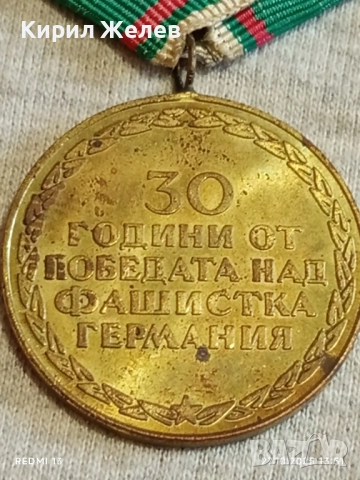 Кирил Желев
30
ГОДИНИ ОТ
ПОБЕДАТА НАД
ФАШИСТКА
ГЕРМАНИЯ
REDMI 13